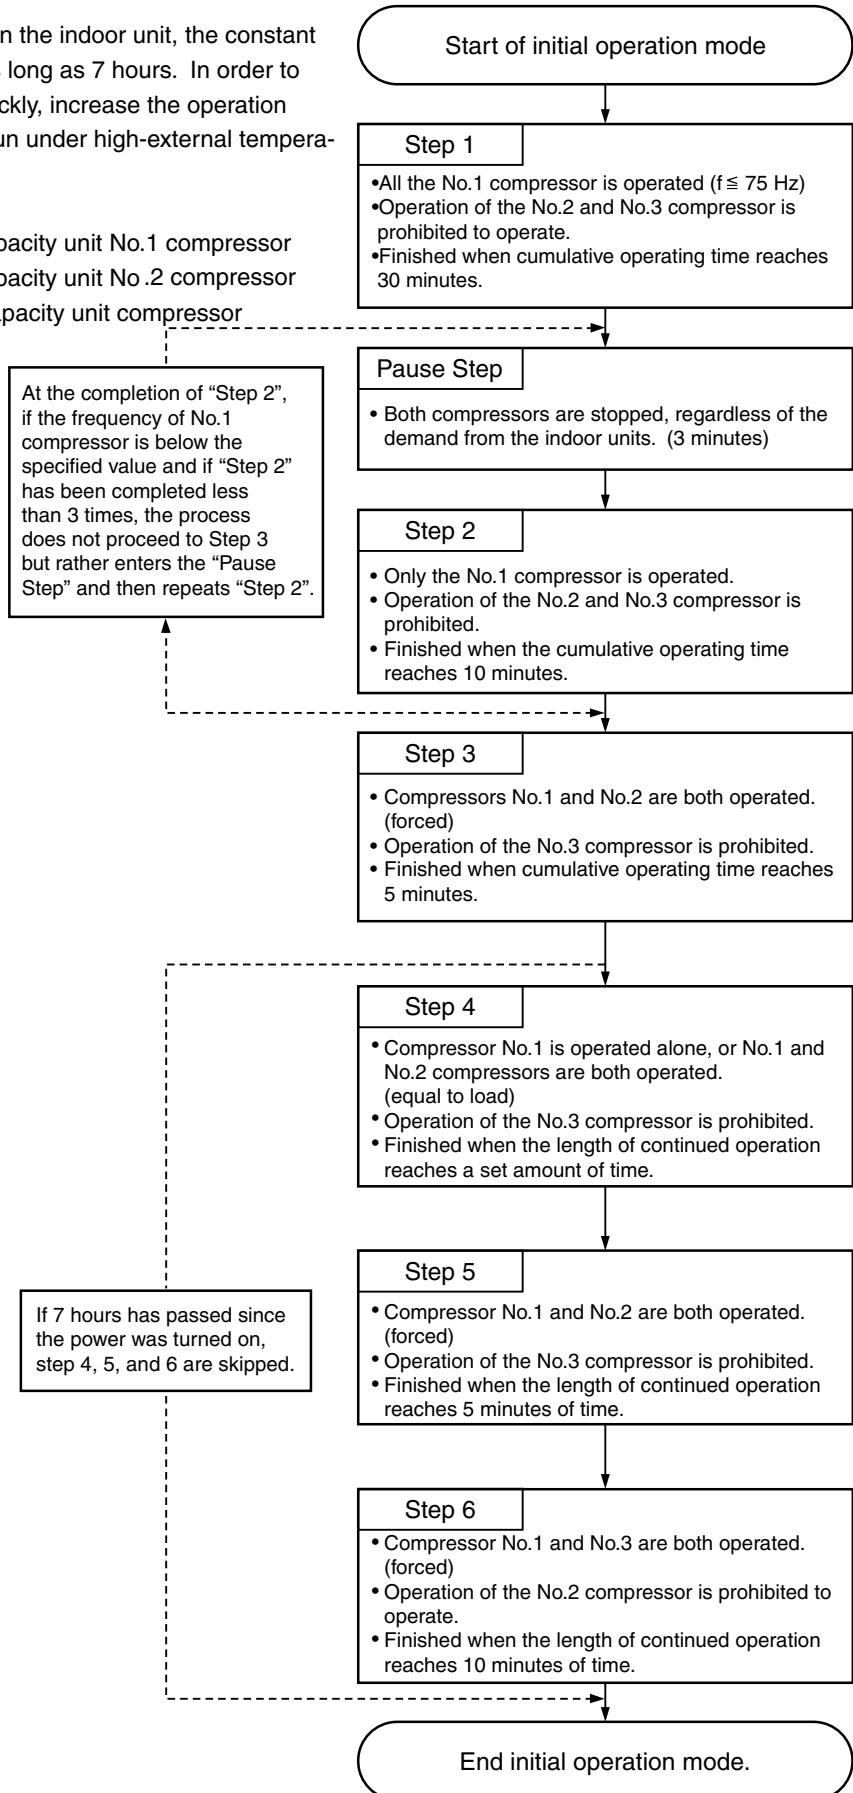 n the indoor unit, the constant
long as 7 hours. In order to
ckly, increase the operation
un under high-external tempera-
pacity unit No.1 compressor
pacity unit No.2 compressor
apacity unit compressor
Start of initial operation mode
Step 1
•All the No.1 compressor is operated (f ≦ 75 Hz)
•Operation of the No.2 and No.3 compressor is
prohibited to operate.
•Finished when cumulative operating time reaches
30 minutes.
Pause Step
• Both compressors are stopped, regardless of the
demand from the indoor units. (3 minutes)
At the completion of “Step 2”,
if the frequency of No.1
compressor is below the
specified value and if “Step 2”
has been completed less
than 3 times, the process
does not proceed to Step 3
but rather enters the “Pause
Step” and then repeats “Step 2”.
Step 2
• Only the No.1 compressor is operated.
• Operation of the No.2 and No.3 compressor is
prohibited.
• Finished when the cumulative operating time
reaches 10 minutes.
Step 3
• Compressors No.1 and No.2 are both operated.
(forced)
• Operation of the No.3 compressor is prohibited.
• Finished when cumulative operating time reaches
5 minutes.
Step 4
• Compressor No.1 is operated alone, or No.1 and
No.2 compressors are both operated.
(equal to load)
• Operation of the No.3 compressor is prohibited.
• Finished when the length of continued operation
reaches a set amount of time.
Step 5
• Compressor No.1 and No.2 are both operated.
(forced)
• Operation of the No.3 compressor is prohibited.
• Finished when the length of continued operation
reaches 5 minutes of time.
If 7 hours has passed since
the power was turned on,
step 4, 5, and 6 are skipped.
Step 6
• Compressor No.1 and No.3 are both operated.
(forced)
• Operation of the No.2 compressor is prohibited to
operate.
• Finished when the length of continued operation
reaches 10 minutes of time.
End initial operation mode.